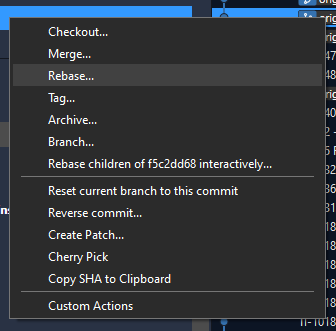 Checkout...
Merge...
Rebase...
Tag...
Archive...
Branch...
Rebase children of f5c2dd68 interactively...
Reset current branch to this commit
Reverse commit...
Create Patch...
Cherry Pick
Copy SHA to Clipboard
Custom Actions